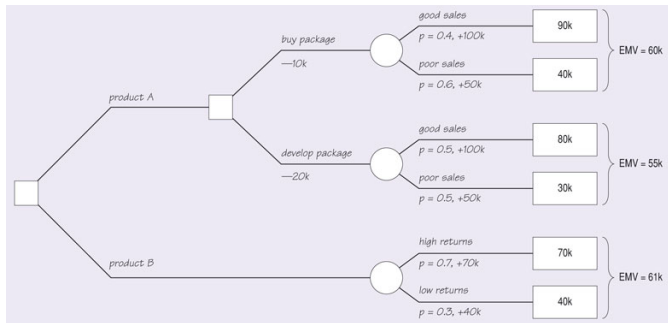 good sales
p = 0.4, +100k
90k
buy package
—10k
EMV = 60k
poor sales
p = 0.6, +50k
40k
product A
good sales
p = 0.5, +100k
80k
develop package
—20k
EMV = 55k
poor sales
p = 0.5, +50k
30k
high returns
p = 0.7, +70k
70k
product B
EMV = 61k
low returns
p = 0.3, +40k
40k